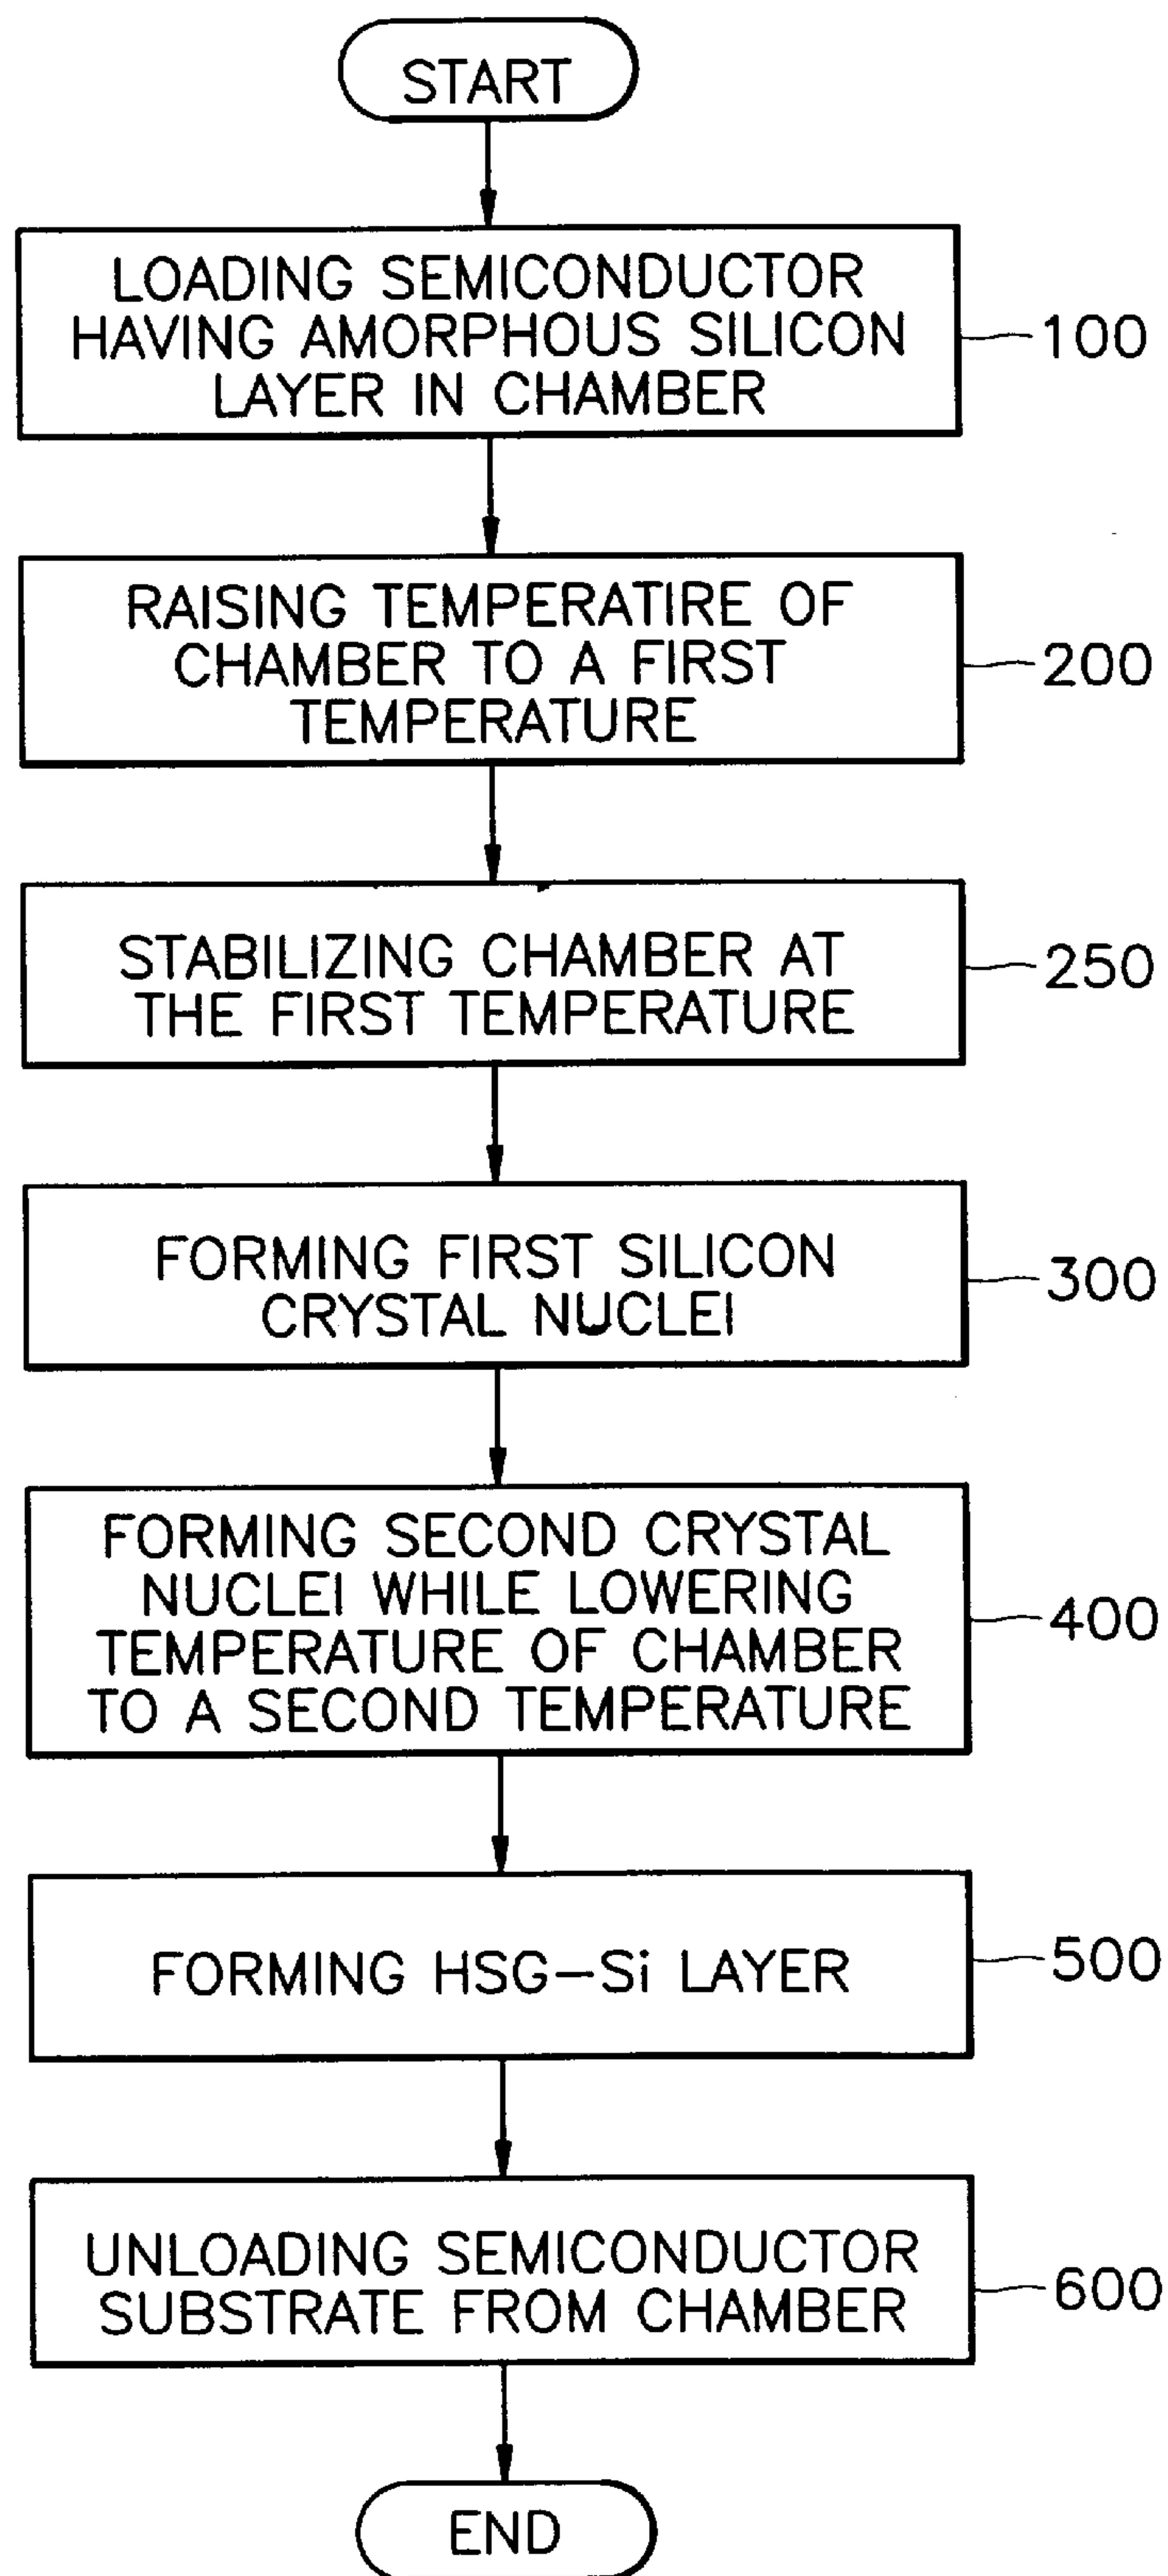 START
LOADING SEMICONDUCTOR
HAVING AMORPHOUS SILICON
LAYER IN CHAMBER
100
RAISING TEMPERATIRE OF
CHAMBER TO A FIRST
TEMPERATURE
200
STABILIZING CHAMBER AT
THE FIRST TEMPERATURE
250
FORMING FIRST SILICON
CRYSTAL NUCLEI
300
FORMING SECOND CRYSTAL
NUCLEI WHILE LOWERING
TEMPERATURE OF CHAMBER
TO A SECOND TEMPERATURE
400
FORMING HSG-Si LAYER
500
UNLOADING SEMICONDUCTOR
SUBSTRATE FROM CHAMBER
600
END